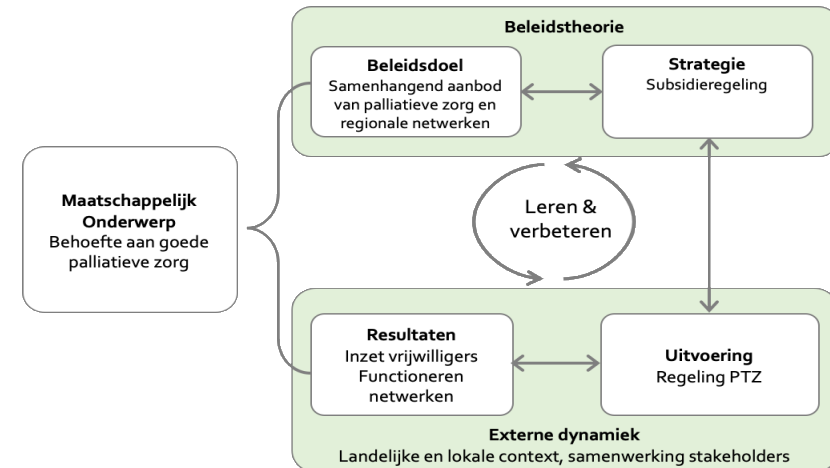 Beleidstheorie
Beleidsdoel
Samenhangend aanbod
van palliatieve zorg en
regionale netwerken
Strategie
Subsidieregeling
Maatschappelijk
Onderwerp
Behoefte aan goede
palliatieve zorg
Leren &
verbeteren
Resultaten
Inzet vrijwilligers
Functioneren
netwerken
Uitvoering
Regeling PTZ
Externe dynamiek
Landelijke en lokale context, samenwerking stakeholders